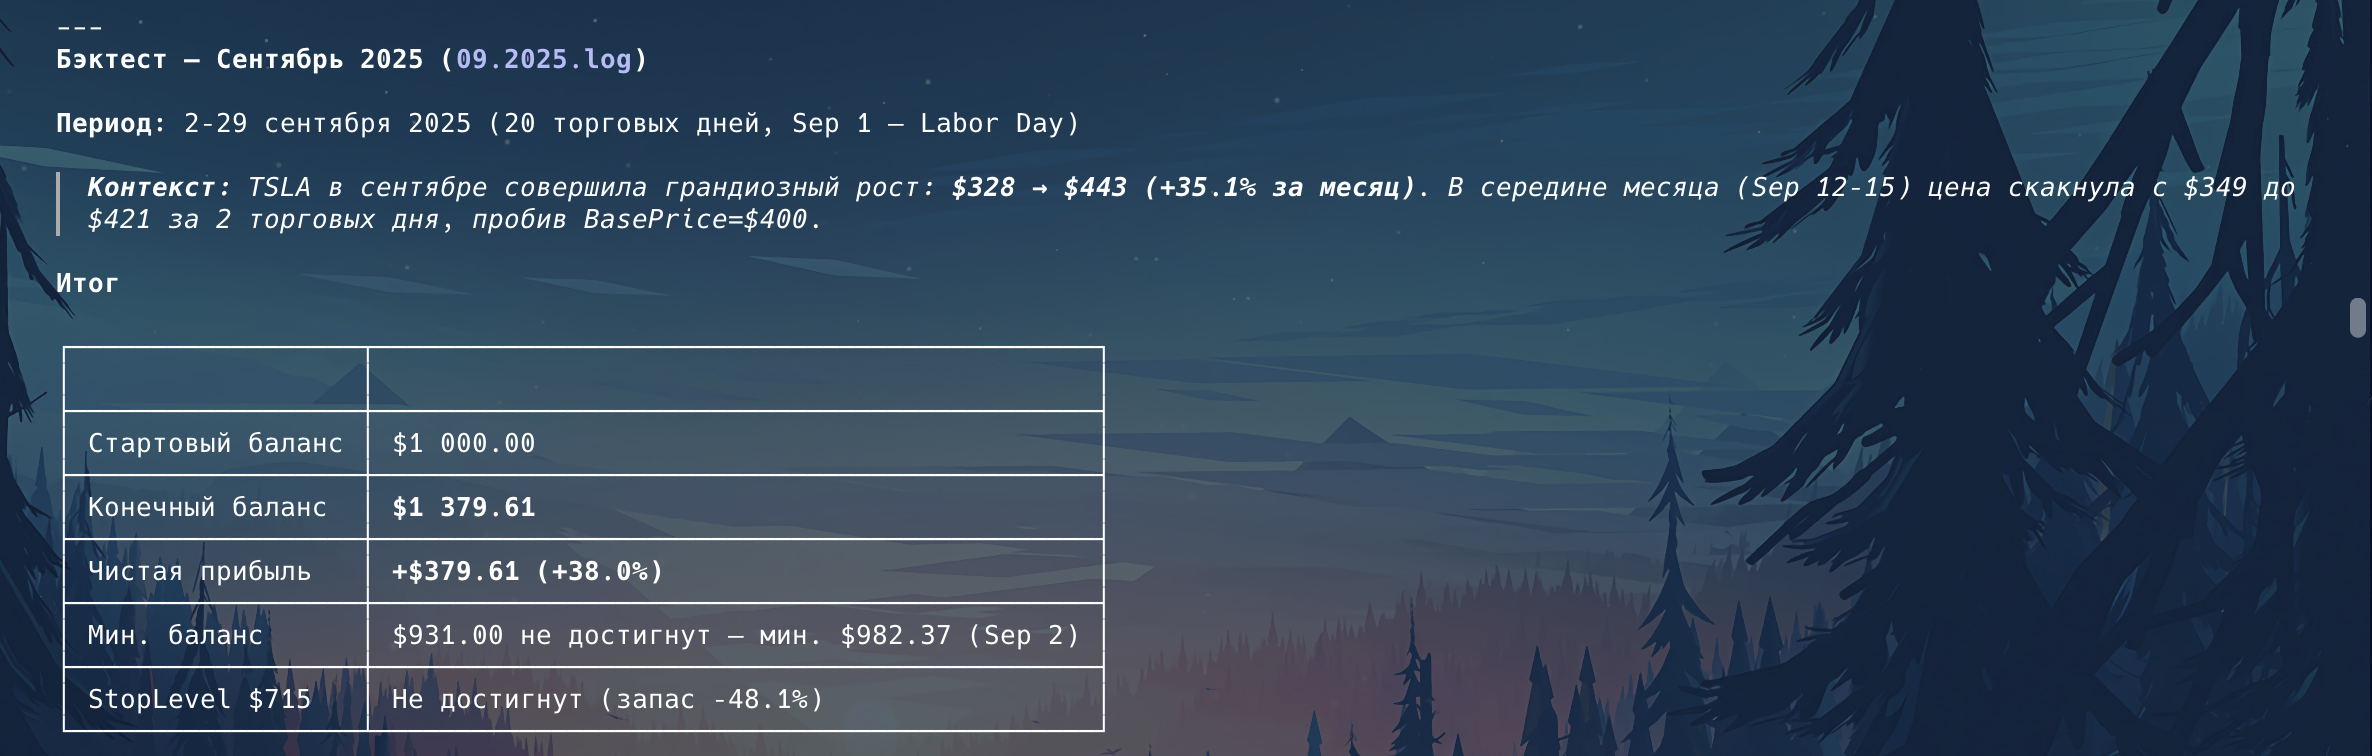 ---
Бэктест — Сентябрь 2025 (09.2025.log)
Период: 2-29 сентября 2025 (20 торговых дней, Sep 1 — Labor Day)
Контекст: TSLA в сентябре совершила грандиозный рост: $328 → $443 (+35.1% за месяц). В середине месяца (Sep 12-15) цена скакнула с $349 до
$421 за 2 торговых дня, пробив BasePrice=$400.
Итог
Стартовый баланс $1 000.00
Конечный баланс $1 379.61
Чистая прибыль +$379.61 (+38.0%)
Мин. баланс $931.00 не достигнут — мин. $982.37 (Sep 2)
StopLevel $715 Не достигнут (запас -48.1%)